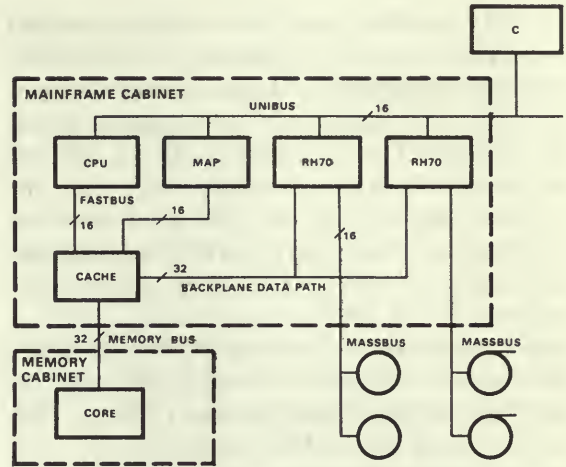 C
MAINFRAME CABINET
UNIBUS
16
CPU
MAP
RH70
RH70
FASTBUS
16
16
16
CACHE
32
BACKPLANE DATA PATH
32
MEMORY BUS
MASSBUS
MASSBUS
MEMORY
CABINET
CORE